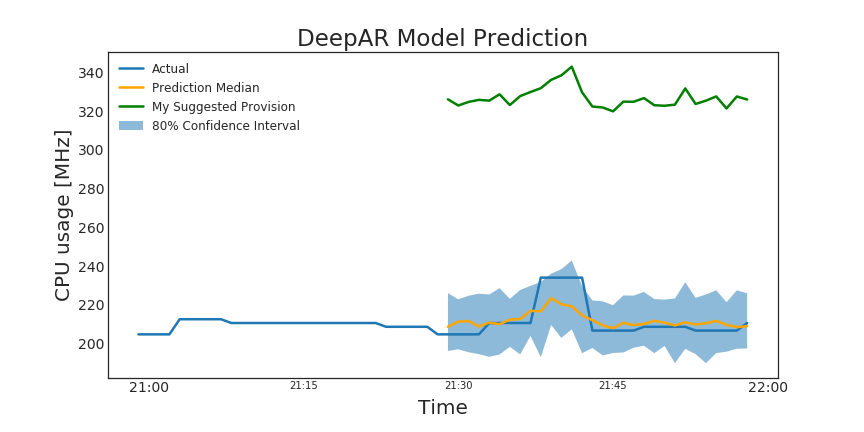 DeepAR Model Prediction
Actual
Prediction Median
My Suggested Provision
80% Confidence Interval
CPU usage [MHz]
340
320
300
280
260
240
220
200
21:00
21:15
21:30
21:45
22:00
Time